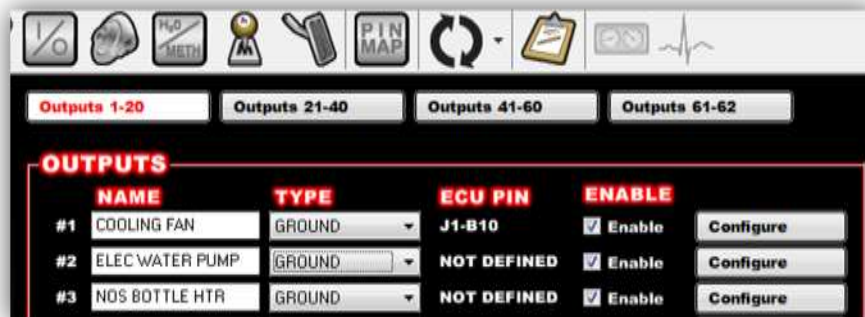 I/O H₂O METH PIN MAP
Outputs 1-20 Outputs 21-40 Outputs 41-60 Outputs 61-62
OUTPUTS
NAME TYPE ECU PIN ENABLE
#1 COOLING FAN GROUND J1-B10 Enable Configure
#2 ELEC WATER PUMP GROUND NOT DEFINED Enable Configure
#3 NOS BOTTLE HTR GROUND NOT DEFINED Enable Configure